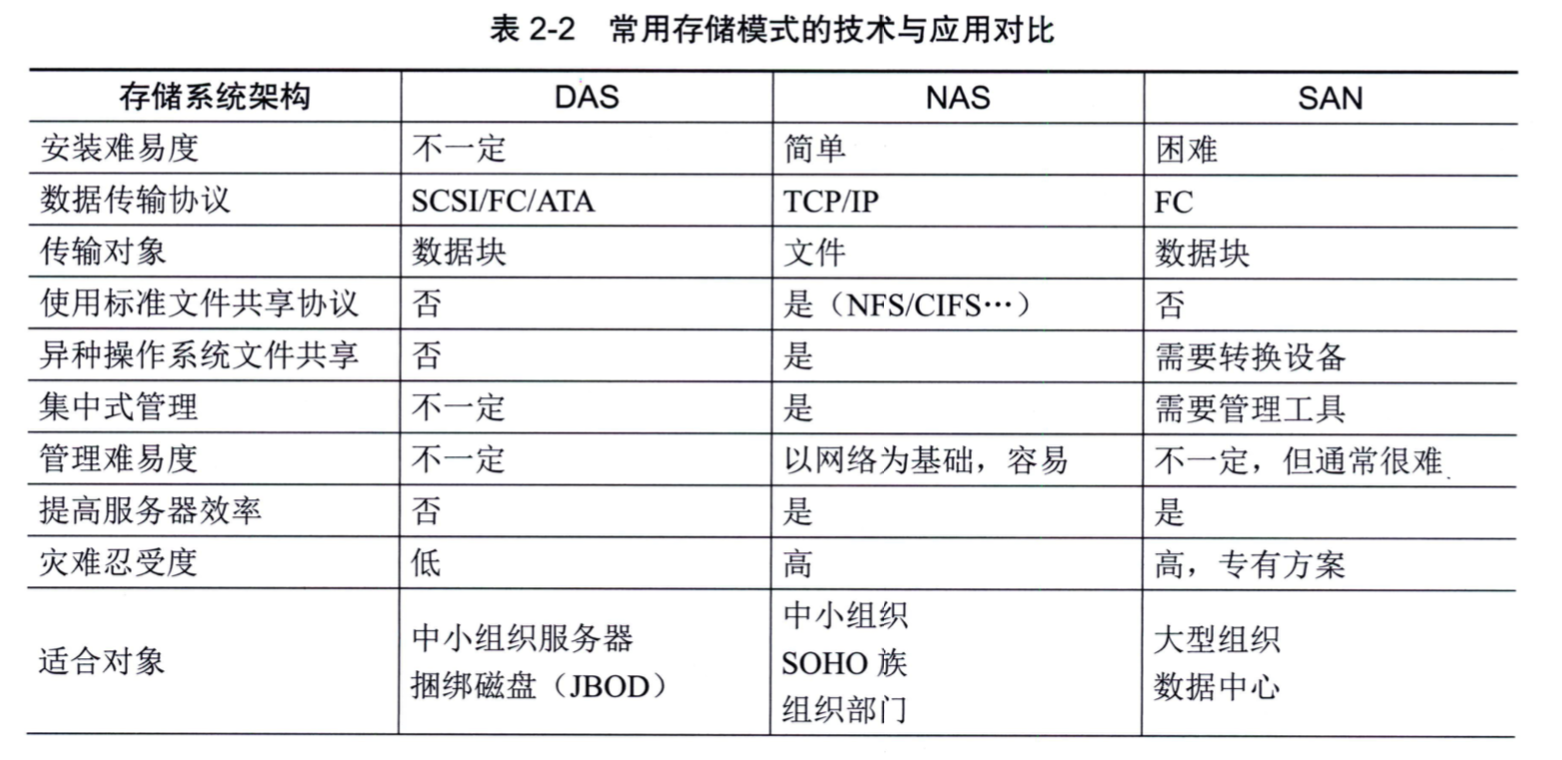 表 2-2 常用存储模式的技术与应用对比
存储系统架构 DAS NAS SAN
安装难易度 不一定 简单 困难
数据传输协议 SCSI/FC/ATA TCP/IP FC
传输对象 数据块 文件 数据块
使用标准文件共享协议 否 是（NFS/CIFS…） 否
异种操作系统文件共享 否 是 需要转换设备
集中式管理 不一定 是 需要管理工具
管理难易度 不一定 以网络为基础，容易 不一定，但通常很难
提高服务器效率 否 是 是
灾难忍受度 低 高 高，专有方案
适合对象
中小组织服务器
捆绑磁盘（JBOD）
中小组织
SOHO 族
组织部门
大型组织
数据中心